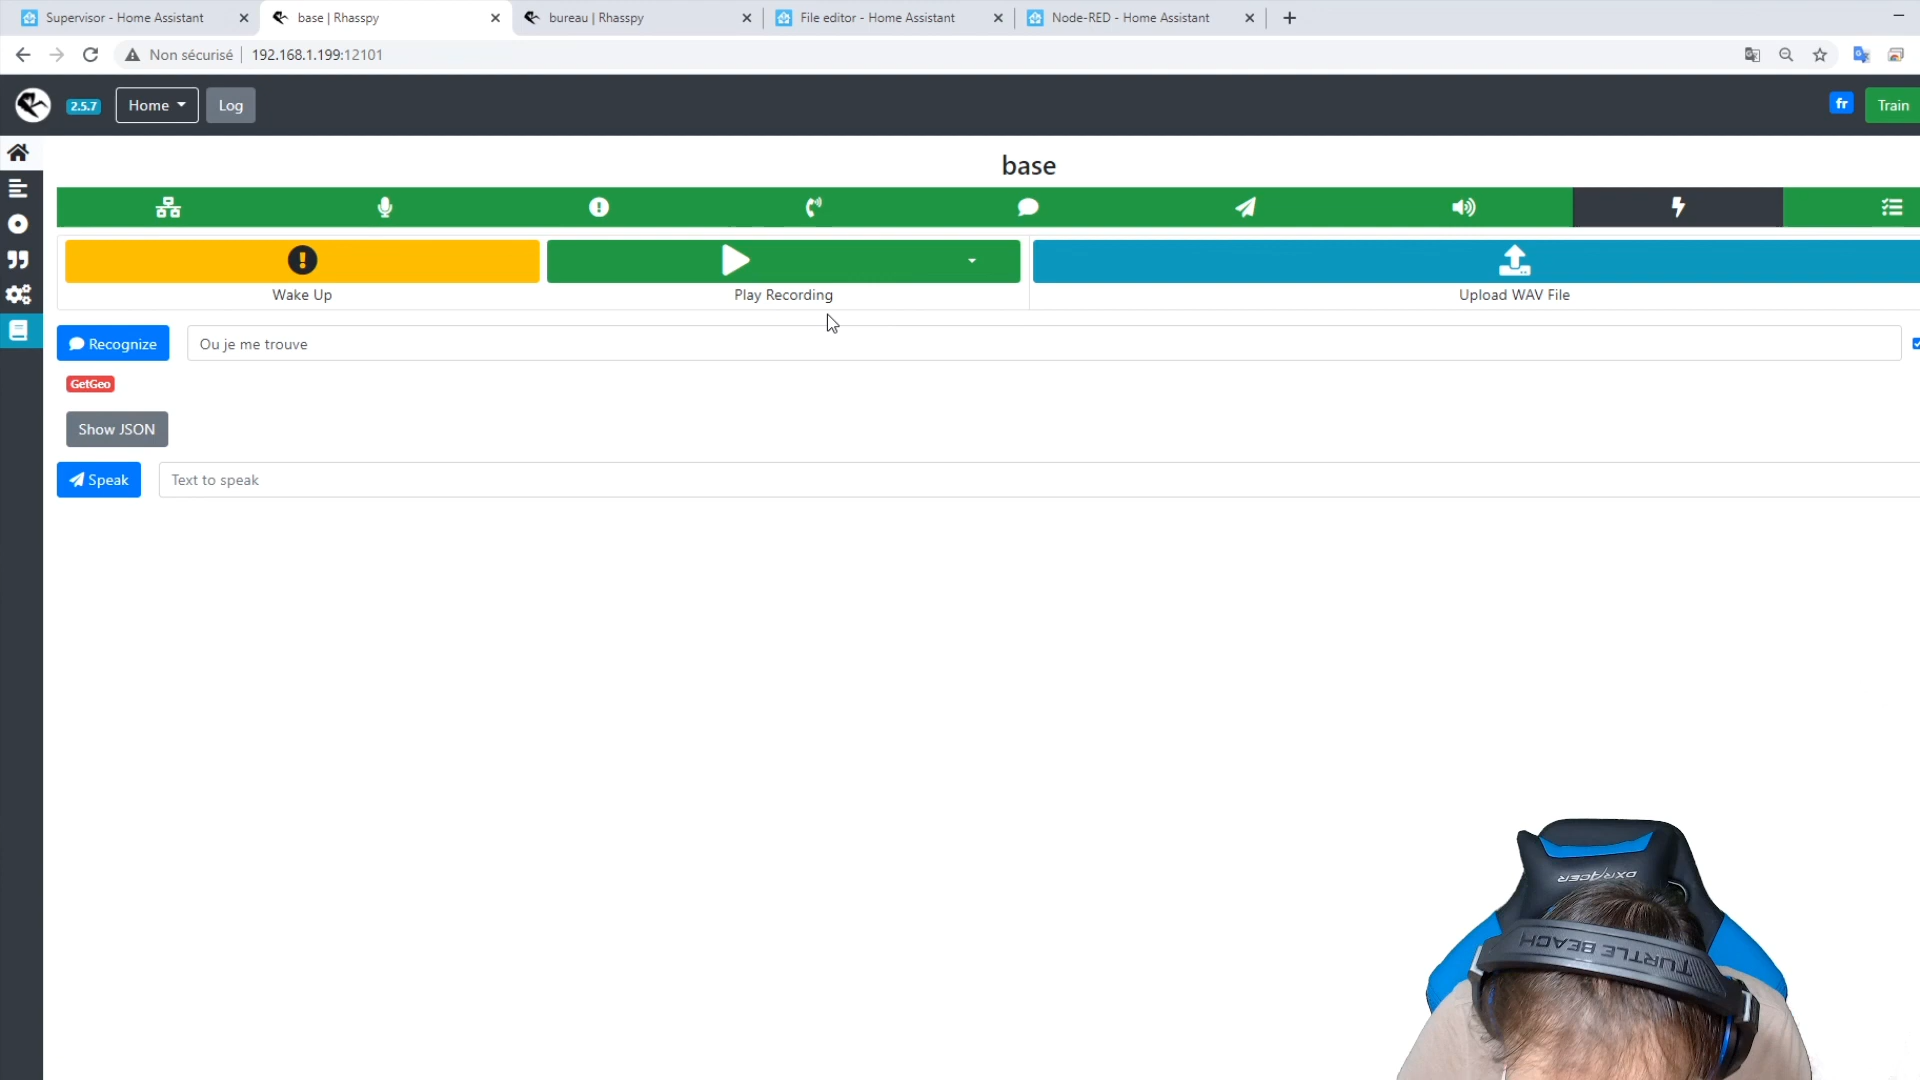 Supervisor - Home Assistant
base | Rhasspy
bureau | Rhasspy
File editor - Home Assistant
Node-RED - Home Assistant
Non sécurisé
192.168.1.199:12101
2.5.7
Home
Log
fr
Train
base
Wake Up
Play Recording
Upload WAV File
Recognize
Ou je me trouve
GetGeo
Show JSON
Speak
Text to speak
DXRACER
TURTLE BEACH